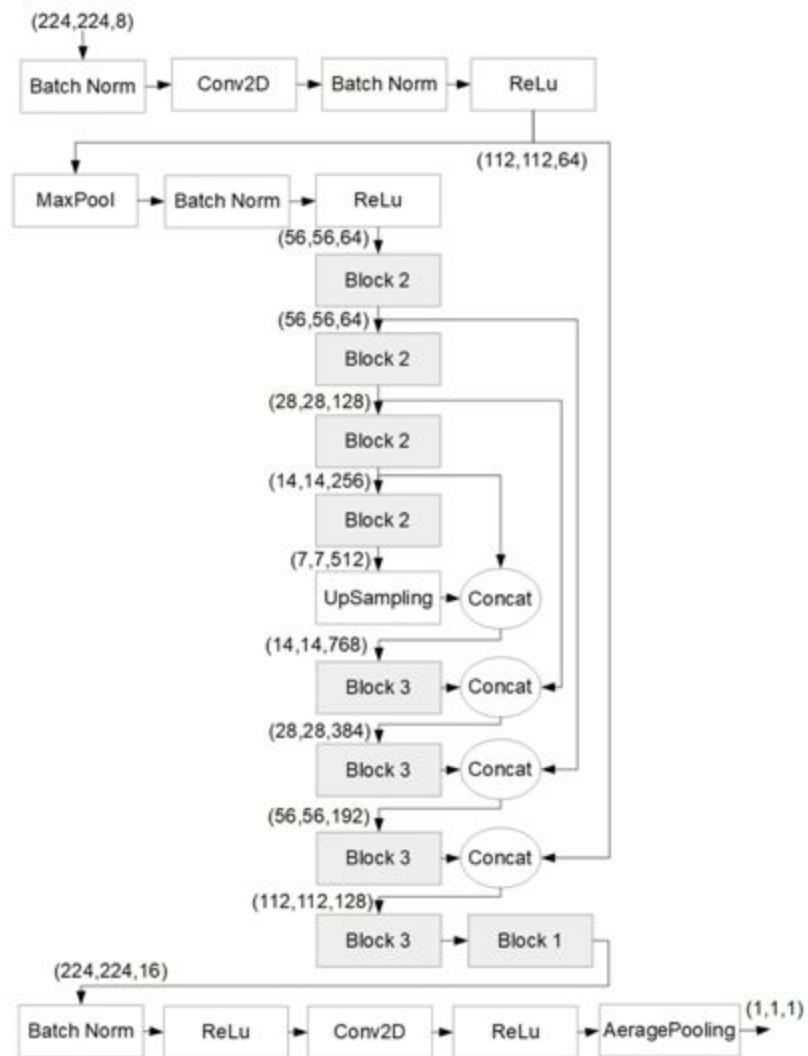 (224,224,8)
Batch Norm
Conv2D
Batch Norm
ReLu
(112,112,64)
MaxPool
Batch Norm
ReLu
(56,56,64)
Block 2
(56,56,64)
Block 2
(28,28,128)
Block 2
(14,14,256)
Block 2
(7,7,512)
UpSampling
Concat
(14,14,768)
Block 3
Concat
(28,28,384)
Block 3
Concat
(56,56,192)
Block 3
Concat
(112,112,128)
Block 3
Block 1
(224,224,16)
Batch Norm
ReLu
Conv2D
ReLu
AeragePooling
(1,1,1)